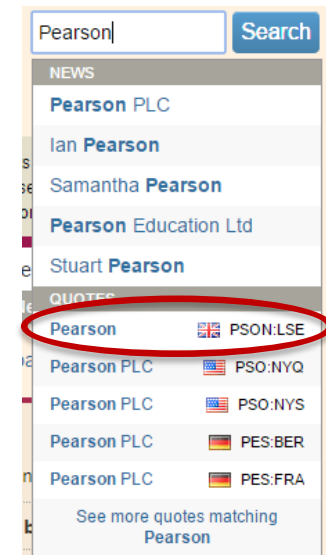 Pearson Search
NEWS
Pearson PLC
Ian Pearson
Samantha Pearson
Pearson Education Ltd
Stuart Pearson
QUOTES
Pearson PSON:LSE
Pearson PLC PSO:NYQ
Pearson PLC PSO:NYS
Pearson PLC PES:BER
Pearson PLC PES:FRA
See more quotes matching
Pearson